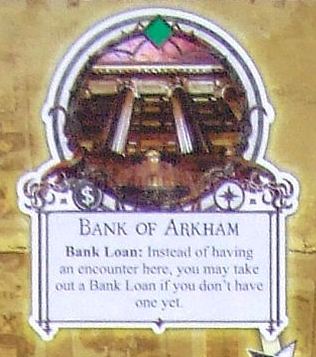 $
BANK OF ARKHAM
Bank Loan: Instead of having
an encounter here, you may take
out a Bank Loan if you don't have
one yet.